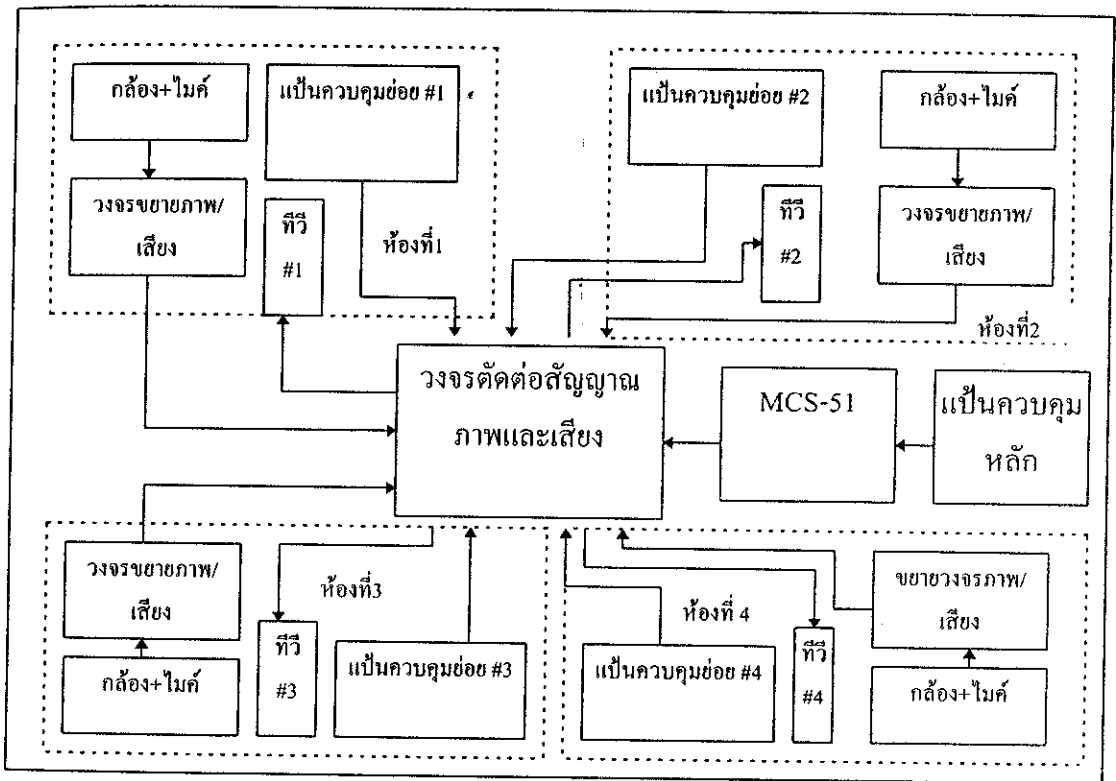 กล้อง+ไมค์
แป้นควบคุมย่อย #1
วงจรขยายภาพ/
เสียง
ทีวี
#1
ห้องที่1
แป้นควบคุมย่อย #2
กล้อง+ไมค์
ทีวี
#2
วงจรขยายภาพ/
เสียง
ห้องที่2
วงจรตัดต่อสัญญาณ
ภาพและเสียง
MCS-51
แป้นควบคุม
หลัก
วงจรขยายภาพ/
เสียง
กล้อง+ไมค์
ห้องที่3
ทีวี
#3
แป้นควบคุมย่อย #3
ห้องที่ 4
แป้นควบคุมย่อย #4
ทีวี
#4
ขยายวงจรภาพ/
เสียง
กล้อง+ไมค์